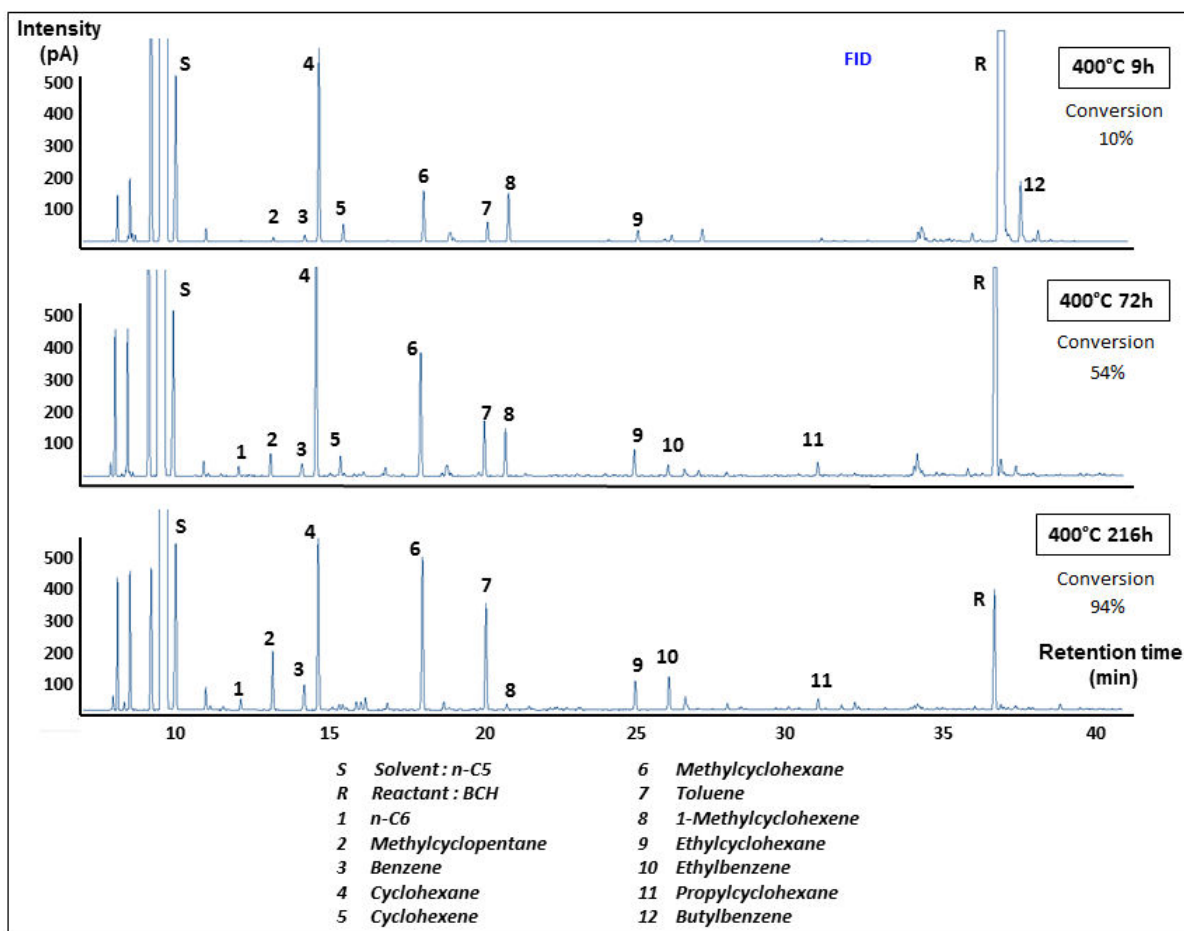 Intensity
(pA)
FID
500
400
300
200
100
S
2
3
4
5
6
7
8
9
R
12
400°C 9h
Conversion
10%
500
400
300
200
100
S
1
2
3
4
5
6
7
8
9
10
11
R
400°C 72h
Conversion
54%
500
400
300
200
100
S
1
2
3
4
6
7
8
9
10
11
R
400°C 216h
Conversion
94%
Retention time
(min)
10 15 20 25 30 35 40
S Solvent : n-C5
R Reactant : BCH
1 n-C6
2 Methylcyclopentane
3 Benzene
4 Cyclohexane
5 Cyclohexene
6 Methylcyclohexane
7 Toluene
8 1-Methylcyclohexene
9 Ethylcyclohexane
10 Ethylbenzene
11 Propylcyclohexane
12 Butylbenzene